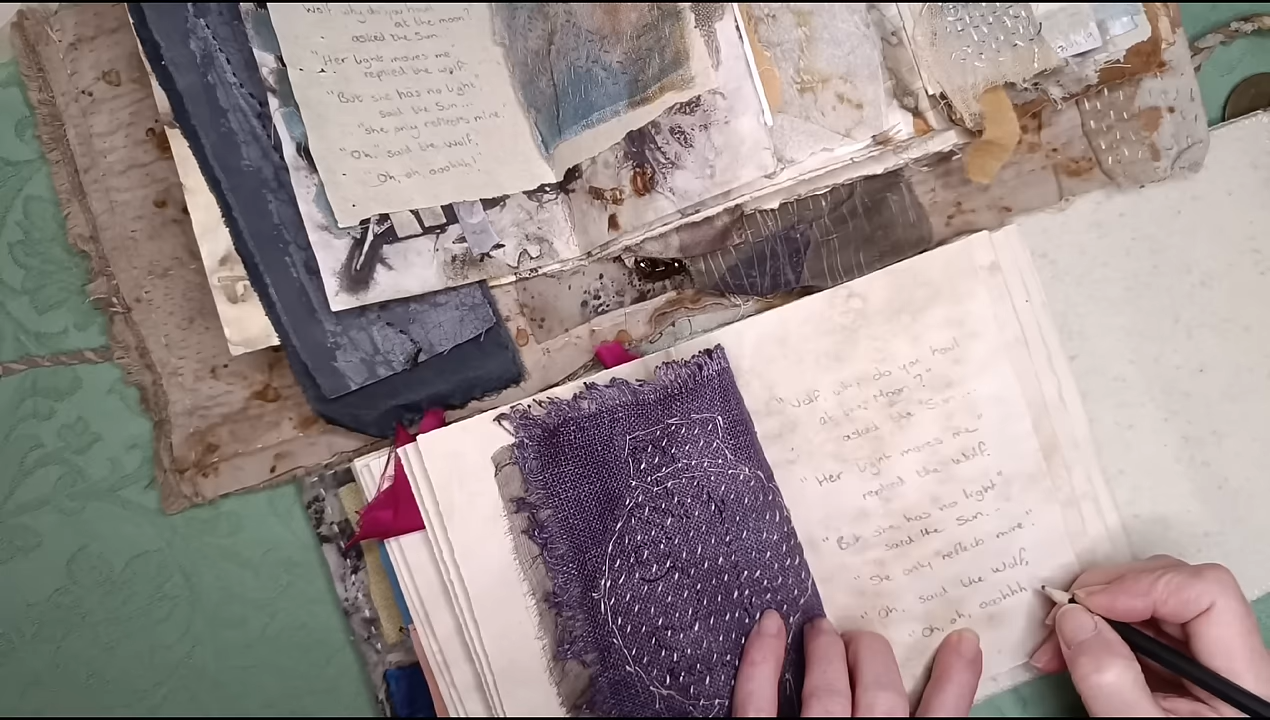 Wolf why do you howl
at the moon?
asked the Sun.
"Her light moves me"
replied the wolf.
"But she has no light"
said the Sun...
"she only reflects mine."
"Oh," said the Wolf,
"Oh, oh, ooohhh!"
"Wolf, why do you howl
at the Moon?"
asked the Sun...
"Her light moves me"
replied the Wolf.
"But she has no light"
said the Sun...
"She only reflects mine."
"Oh, said the Wolf,
"Oh, oh, ooohhh